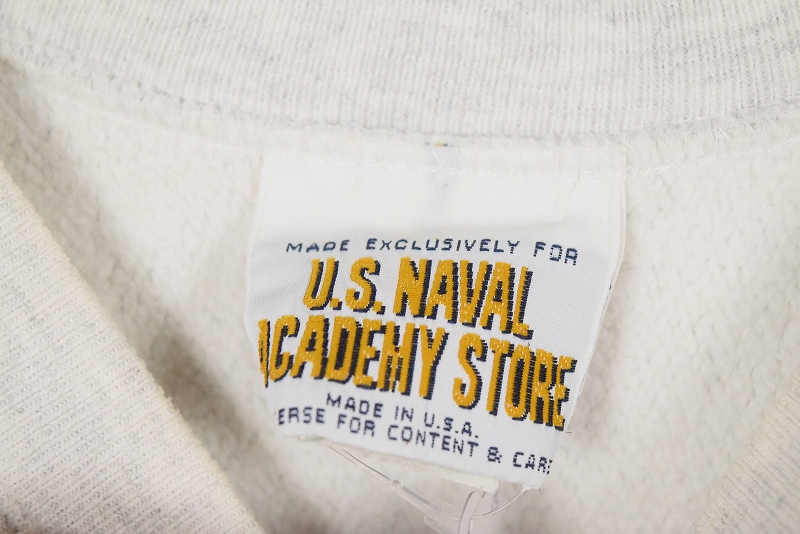 MADE EXCLUSIVELY FOR
U.S. NAVAL
ACADEMY STORE
MADE IN U.S.A.
ERSE FOR CONTENT & CARE